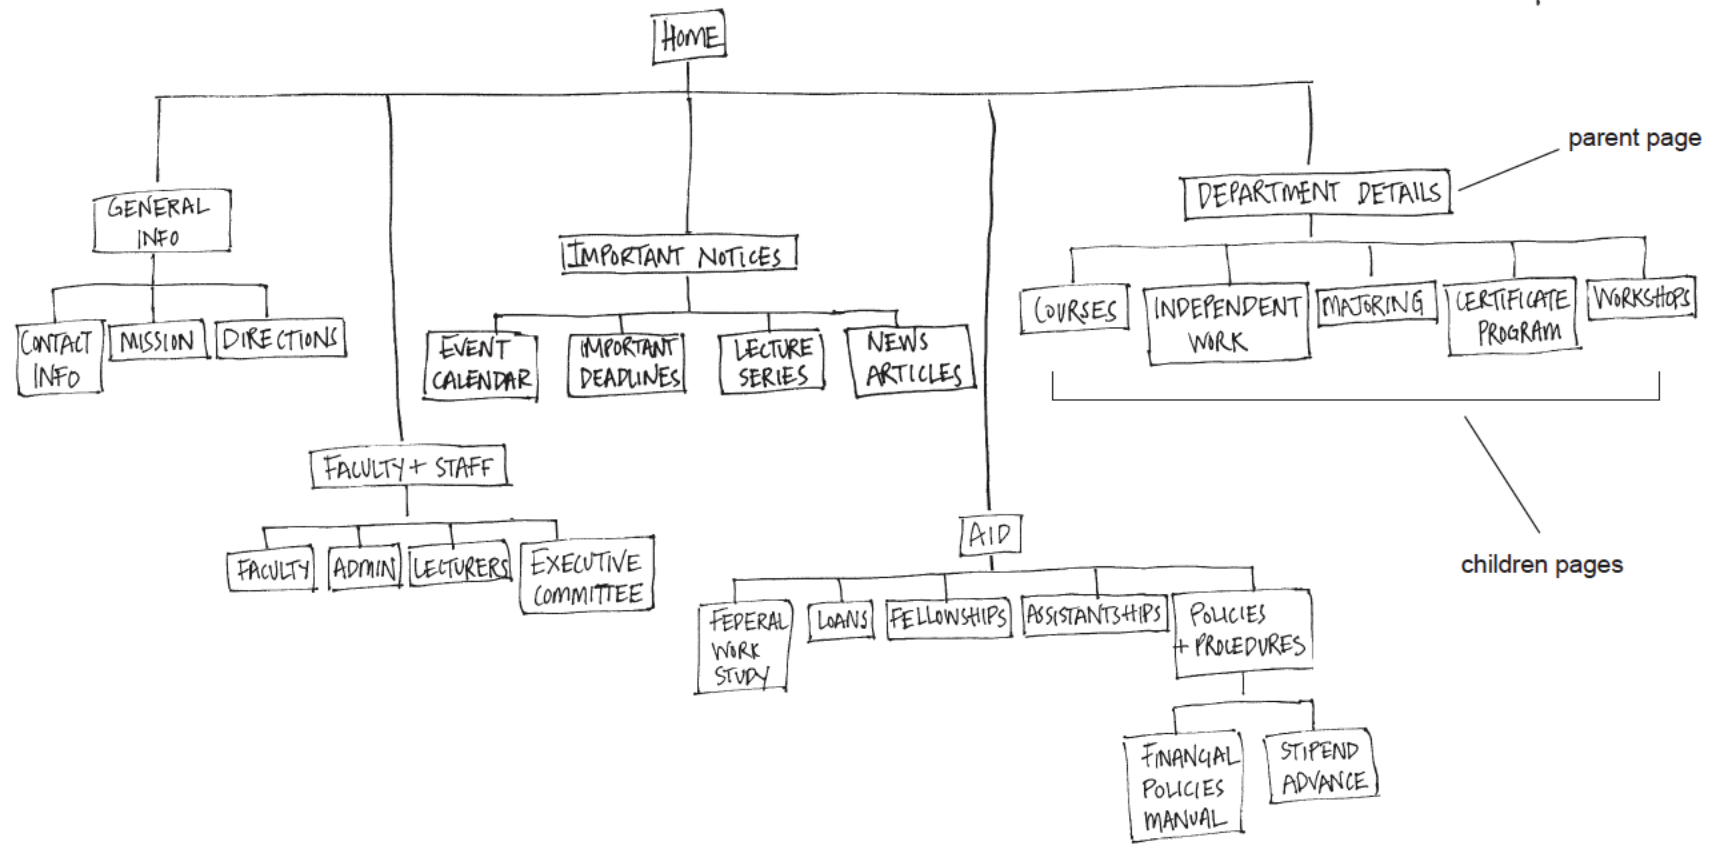 HOME
parent page
GENERAL
INFO
DEPARTMENT DETAILS
IMPORTANT NOTICES
CONTACT
INFO
MISSION
DIRECTIONS
EVENT
CALENDAR
IMPORTANT
DEADLINES
LECTURE
SERIES
NEWS
ARTICLES
COURSES
INDEPENDENT
WORK
MAJORING
CERTIFICATE
PROGRAM
WORKSHOPS
children pages
FACULTY + STAFF
FACULTY
ADMIN
LECTURERS
EXECUTIVE
COMMITTEE
AID
FEDERAL
WORK
STUDY
LOANS
FELLOWSHIPS
ASSISTANTSHIPS
POLICIES
+ PROCEDURES
FINANCIAL
POLICIES
MANUAL
STIPEND
ADVANCE